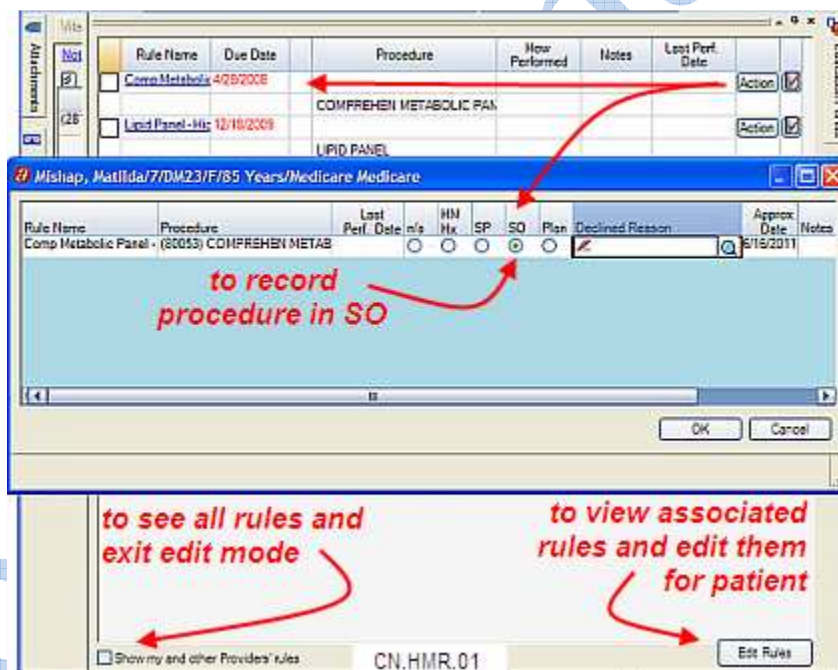 Vita
Attachments
Not
Rule Name Due Date Procedure How Performed Notes Last Perf. Date
Comp Metabolic 4/28/2008 Action
COMPREHEN METABOLIC PAN
(28
Lipid Panel - Hig 12/18/2009 Action
LIPID PANEL
Mishap, Matilda/7/DM23/F/85 Years/Medicare Medicare
Rule Name Procedure Last Perf. Date n/a HM Hx SP SO Plan Declined Reason Approx. Date Notes
Comp Metabolic Panel - (80053) COMPREHEN METAB 6/16/2011
to record
procedure in SO
OK Cancel
to see all rules and
exit edit mode
to view associated
rules and edit them
for patient
Show my and other Providers' rules
CN.HMR.01
Edit Rules